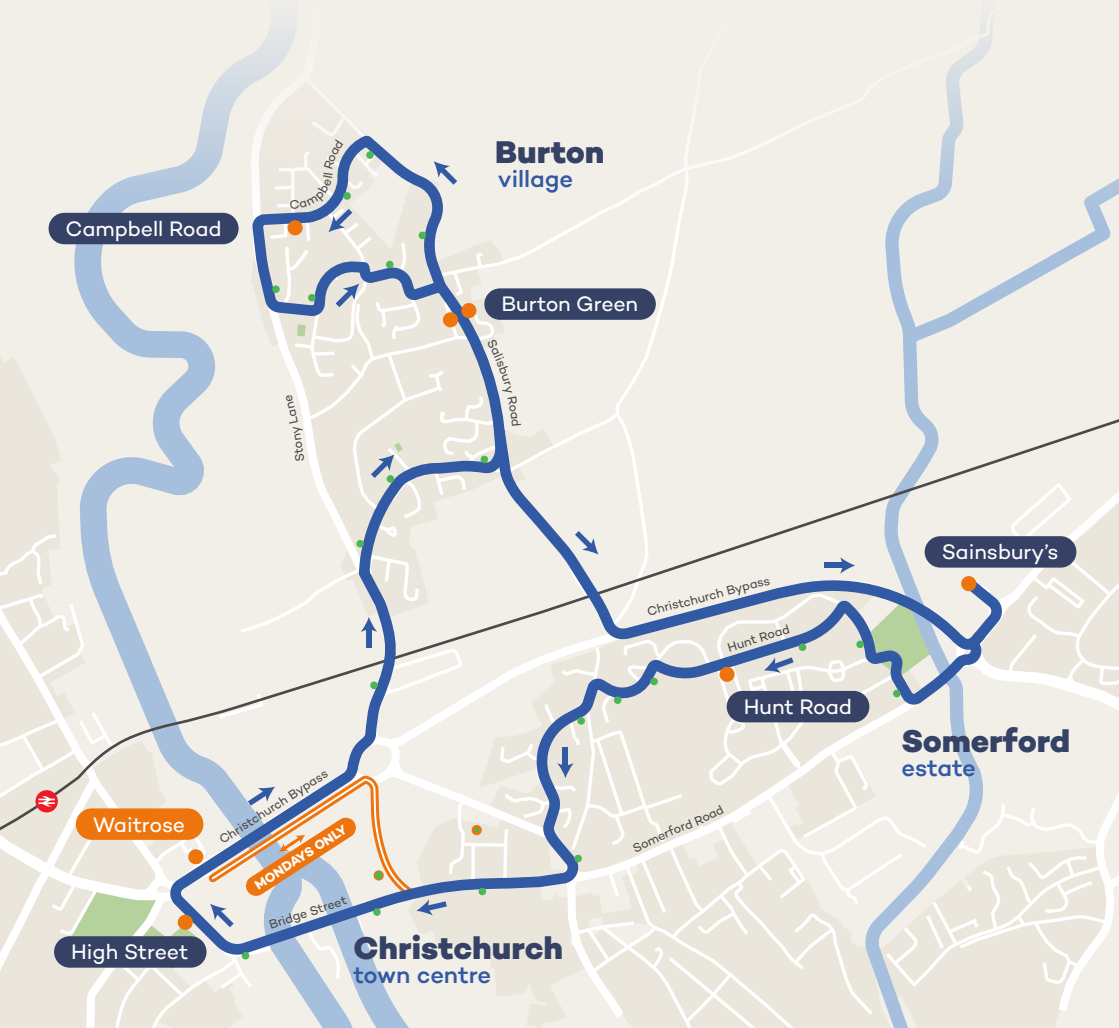 Burton
village
Campbell Road
Campbell Road
Burton Green
Salisbury Road
Stony Lane
Sainsbury's
Christchurch Bypass
Hunt Road
Hunt Road
Somerford
estate
Christchurch Bypass
Waitrose
MONDAYS ONLY
Somerford Road
Bridge Street
High Street
Christchurch
town centre